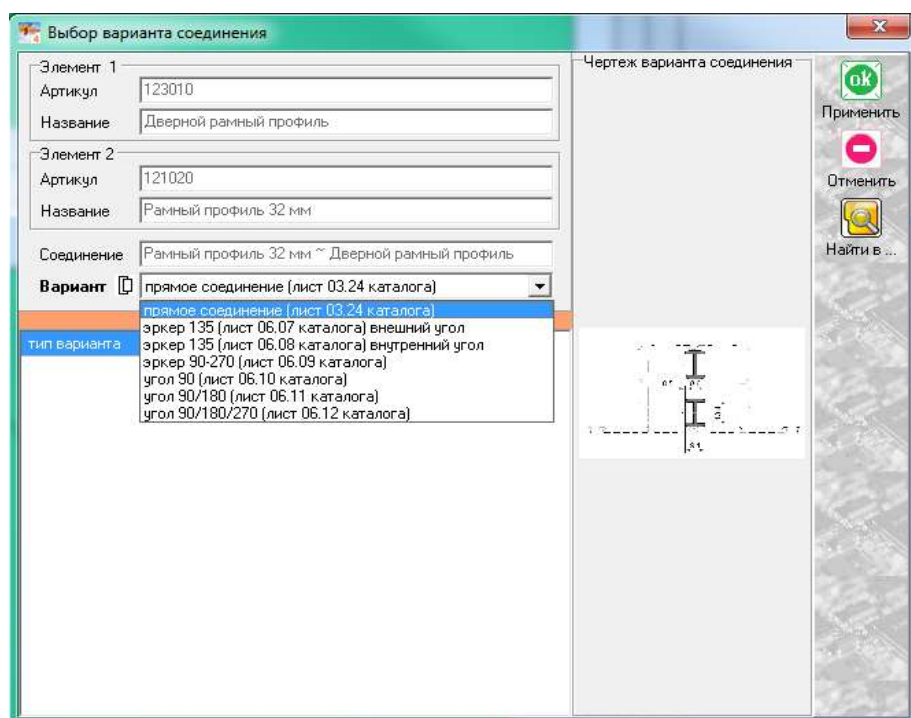 Выбор варианта соединения
Элемент 1
Артикул 123010
Название Дверной рамный профиль
Элемент 2
Артикул 121020
Название Рамный профиль 32 мм
Соединение Рамный профиль 32 мм ~ Дверной рамный профиль
Вариант прямое соединение (лист 03.24 каталога)
прямое соединение (лист 03.24 каталога)
эркер 135 (лист 06.07 каталога) внешний угол
эркер 135 (лист 06.08 каталога) внутренний угол
эркер 90-270 (лист 06.09 каталога)
угол 90 (лист 06.10 каталога)
угол 90/180 (лист 06.11 каталога)
угол 90/180/270 (лист 06.12 каталога)
тип варианта
Чертеж варианта соединения
ok
Применить
Отменить
Найти в ...